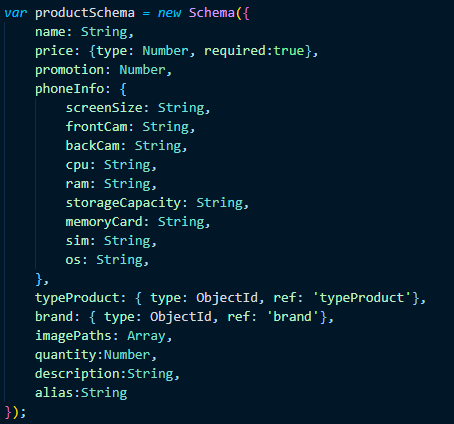 var productSchema = new Schema({
    name: String,
    price: {type: Number, required:true},
    promotion: Number,
    phoneInfo: {
        screenSize: String,
        frontCam: String,
        backCam: String,
        cpu: String,
        ram: String,
        storageCapacity: String,
        memoryCard: String,
        sim: String,
        os: String,
    },
    typeProduct: { type: ObjectId, ref: 'typeProduct'},
    brand: { type: ObjectId, ref: 'brand'},
    imagePaths: Array,
    quantity:Number,
    description:String,
    alias:String
});